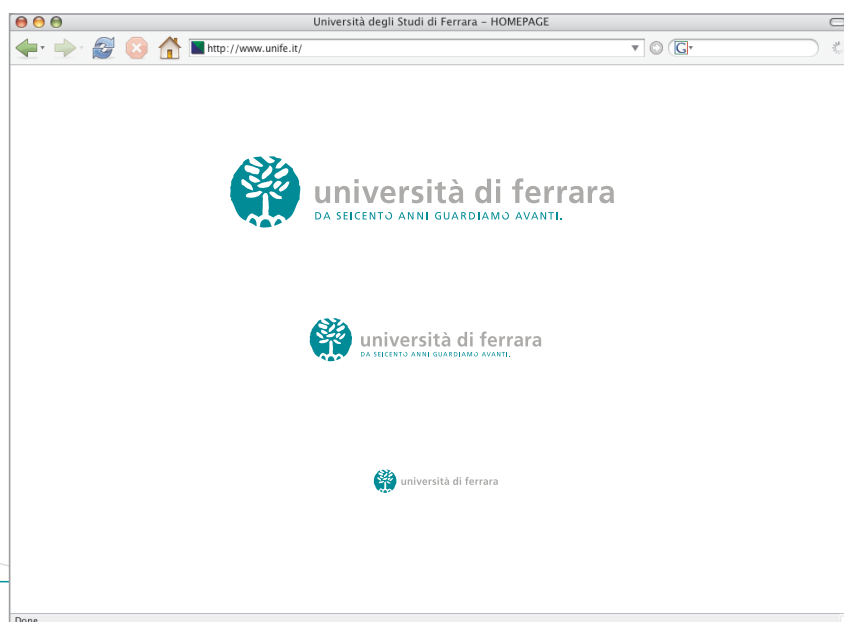 Università degli Studi di Ferrara – HOMEPAGE
http://www.unife.it/
G
università di ferrara
DA SEICENTO ANNI GUARDIAMO AVANTI.
università di ferrara
DA SEICENTO ANNI GUARDIAMO AVANTI.
università di ferrara
Done